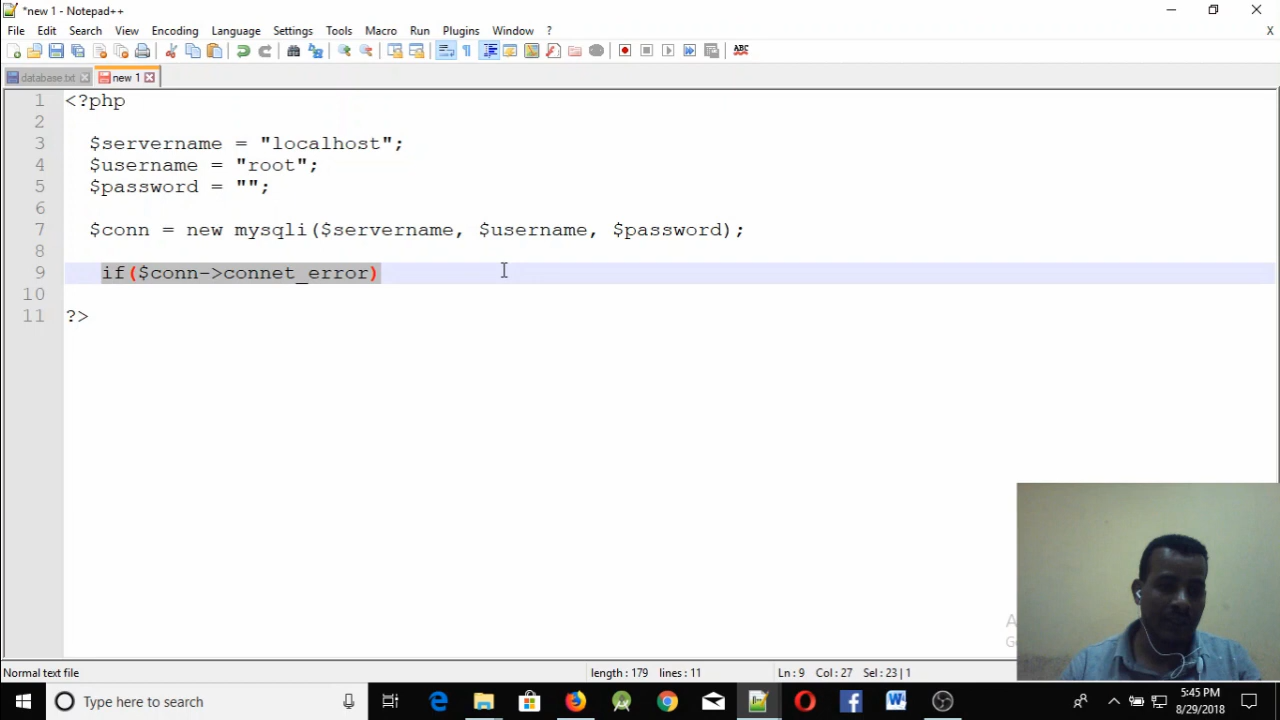 *new 1 - Notepad++
File Edit Search View Encoding Language Settings Tools Macro Run Plugins Window ? X
ABC
database.txt new 1
1 <?php
2
3 $servername = "localhost";
4 $username = "root";
5 $password = "";
6
7 $conn = new mysqli($servername, $username, $password);
8
9 if($conn->connet_error)
10
11 ?>
Normal text file length : 179 lines : 11 Ln : 9 Col : 27 Sel : 23 | 1
Type here to search
5:45 PM
8/29/2018